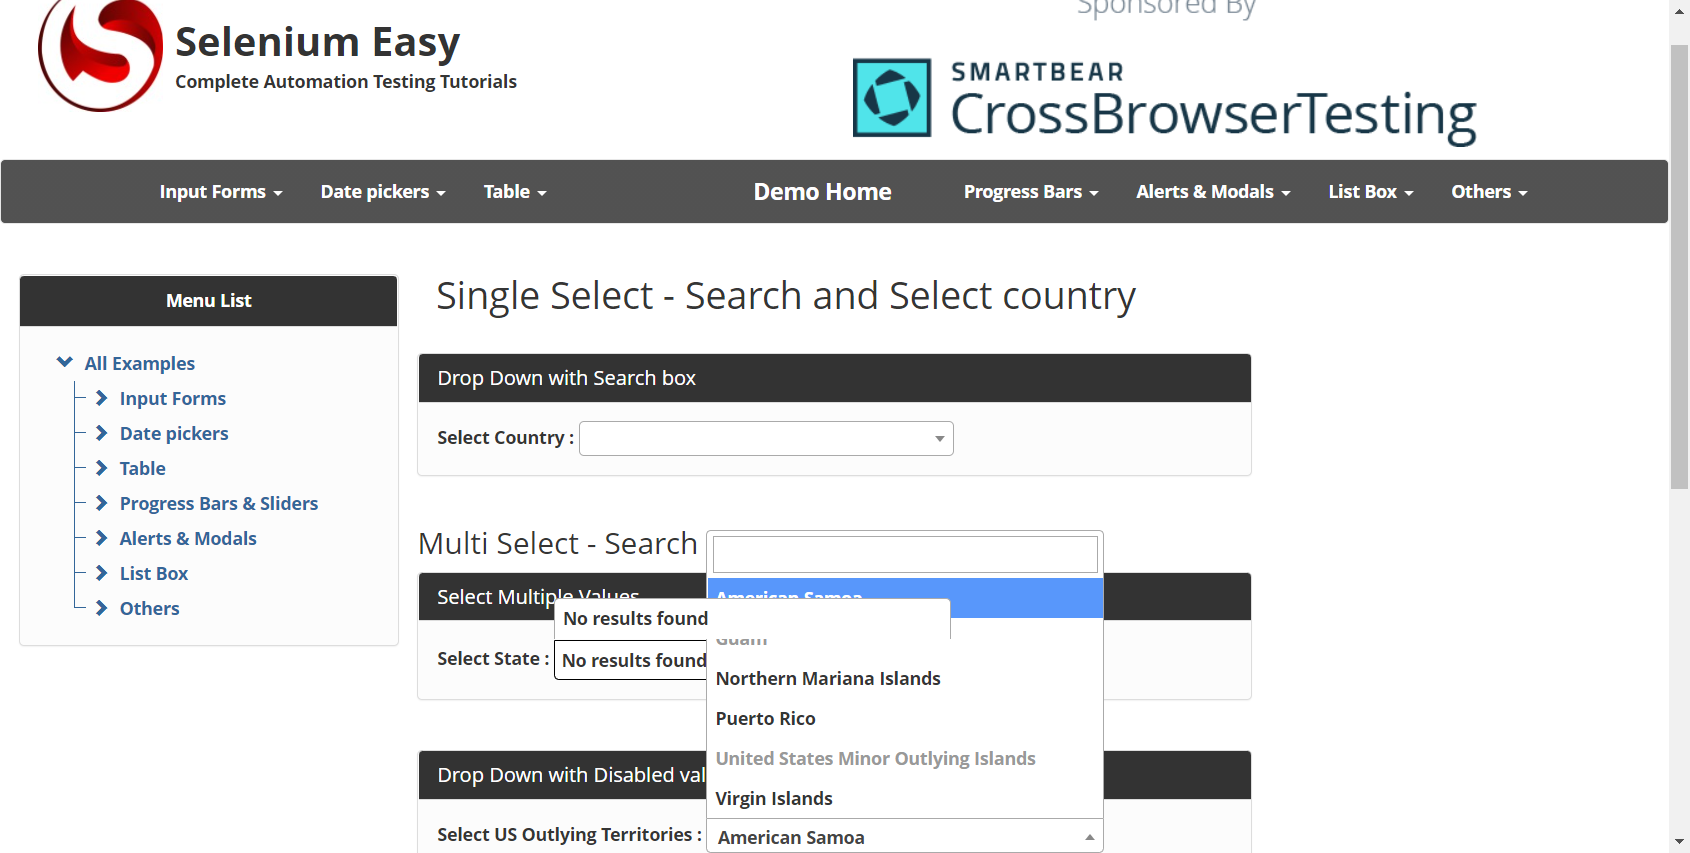 Sponsored By
Selenium Easy
Complete Automation Testing Tutorials
SMARTBEAR
CrossBrowserTesting
Input Forms
Date pickers
Table
Demo Home
Progress Bars
Alerts & Modals
List Box
Others
Menu List
All Examples
Input Forms
Date pickers
Table
Progress Bars & Sliders
Alerts & Modals
List Box
Others
Single Select - Search and Select country
Drop Down with Search box
Select Country :
Multi Select - Search
Select Multiple Values
American Samoa
No results found
Guam
Select State :
No results found
Northern Mariana Islands
Puerto Rico
United States Minor Outlying Islands
Virgin Islands
Drop Down with Disabled val
Select US Outlying Territories :
American Samoa